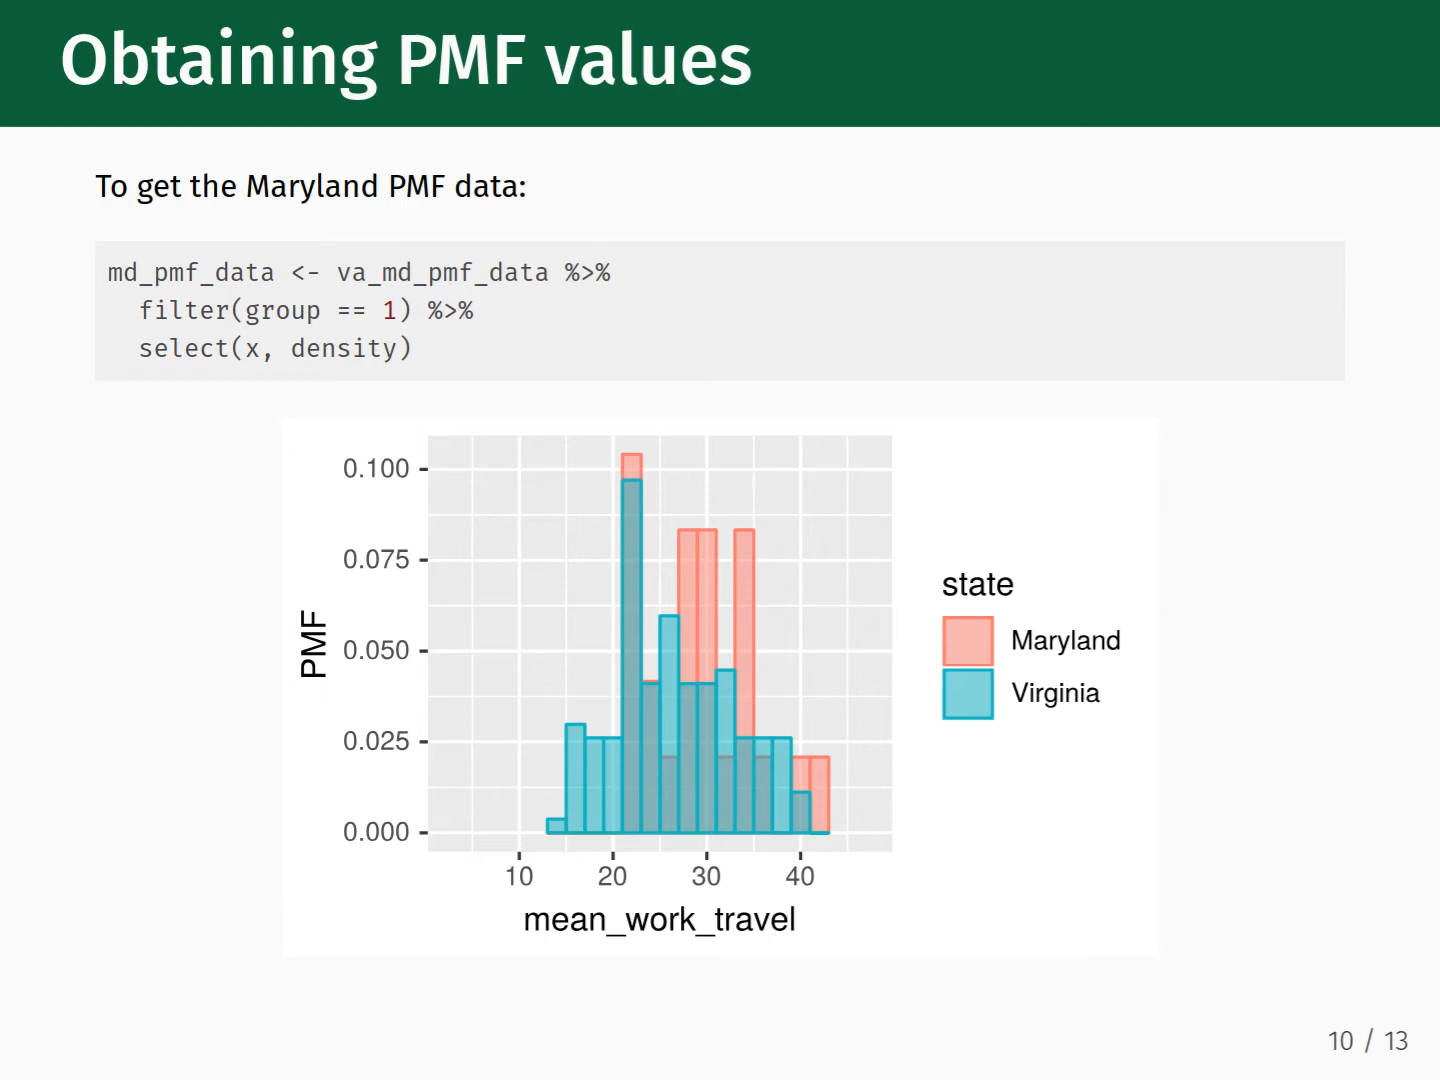 Obtaining PMF values
To get the Maryland PMF data:
md_pmf_data <- va_md_pmf_data %>%
  filter(group == 1) %>%
  select(x, density)
0.100
0.075
0.050
0.025
0.000
PMF
10 20 30 40
mean_work_travel
state
Maryland
Virginia
10 / 13